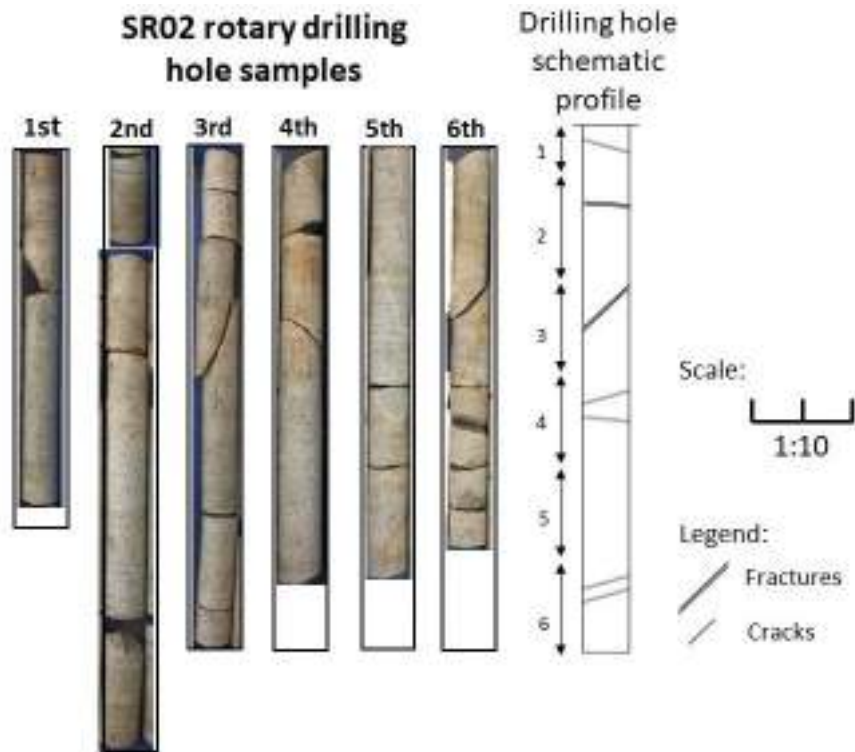 SR02 rotary drilling
hole samples
Drilling hole
schematic
profile
1st
2nd
3rd
4th
5th
6th
1
2
3
4
5
6
Scale:
1:10
Legend:
Fractures
Cracks